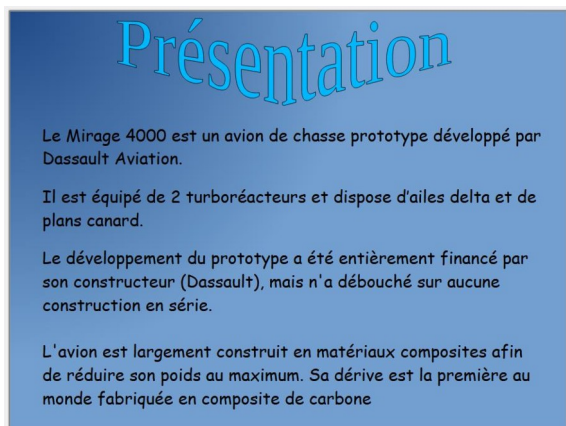 Présentation
Le Mirage 4000 est un avion de chasse prototype développé par
Dassault Aviation.
Il est équipé de 2 turboréacteurs et dispose d'ailes delta et de
plans canard.
Le développement du prototype a été entièrement financé par
son constructeur (Dassault), mais n'a débouché sur aucune
construction en série.
L'avion est largement construit en matériaux composites afin
de réduire son poids au maximum. Sa dérive est la première au
monde fabriquée en composite de carbone